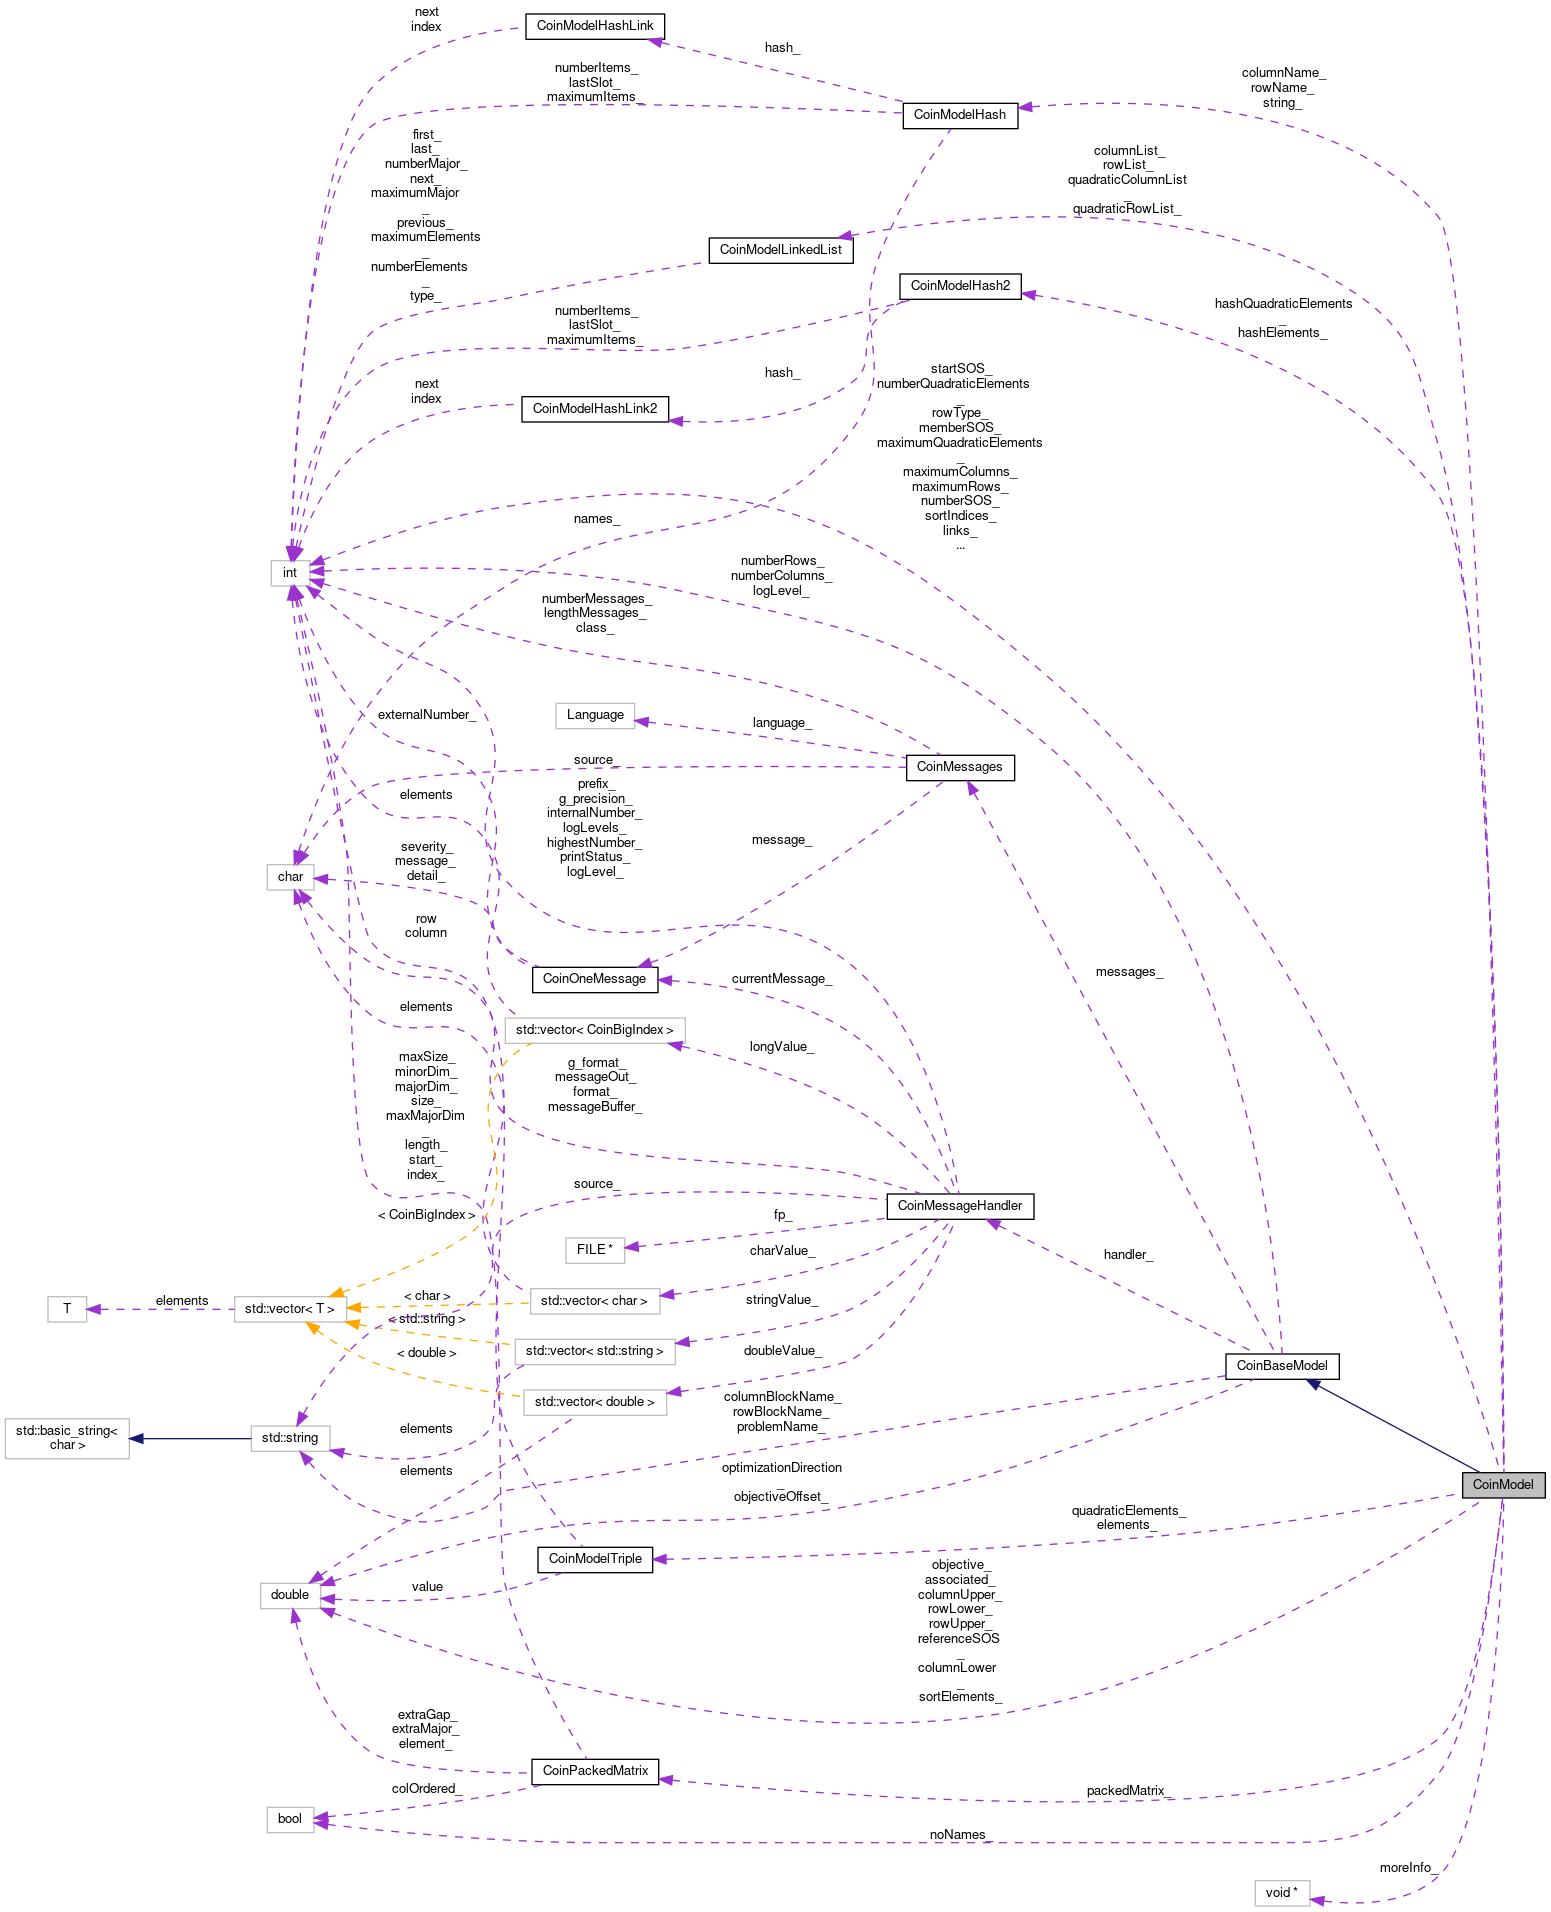 next
index
CoinModelHashLink
hash_
numberItems_
lastSlot_
maximumItems_
columnName_
rowName_
string_
CoinModelHash
first_
last_
numberMajor_
next_
maximumMajor
_
previous_
maximumElements
_
numberElements
_
type_
columnList_
rowList_
quadraticColumnList
_
quadraticRowList_
CoinModelLinkedList
CoinModelHash2
hashQuadraticElements
_
hashElements_
numberItems_
lastSlot_
maximumItems_
hash_
next
index
CoinModelHashLink2
startSOS_
numberQuadraticElements
_
rowType_
memberSOS_
maximumQuadraticElements
_
maximumColumns_
maximumRows_
numberSOS_
sortIndices_
links_
...
names_
int
numberRows_
numberColumns_
logLevel_
numberMessages_
lengthMessages_
class_
externalNumber_
Language
language_
CoinMessages
source_
elements
prefix_
g_precision_
internalNumber_
logLevels_
highestNumber_
printStatus_
logLevel_
message_
severity_
message_
detail_
char
row
column
CoinOneMessage
currentMessage_
messages_
elements
std::vector< CoinBigIndex >
longValue_
maxSize_
minorDim_
majorDim_
size_
maxMajorDim
_
length_
start_
index_
g_format_
messageOut_
format_
messageBuffer_
source_
CoinMessageHandler
< CoinBigIndex >
fp_
FILE *
charValue_
handler_
T
elements
std::vector< T >
< char >
std::vector< char >
stringValue_
< std::string >
std::vector< std::string >
doubleValue_
< double >
CoinBaseModel
std::vector< double >
columnBlockName_
rowBlockName_
problemName_
std::basic_string<
char >
std::string
elements
elements
optimizationDirection
_
objectiveOffset_
CoinModel
quadraticElements_
elements_
CoinModelTriple
value
double
objective_
associated_
columnUpper_
rowLower_
rowUpper_
referenceSOS
_
columnLower
_
sortElements_
extraGap_
extraMajor_
element_
CoinPackedMatrix
colOrdered_
packedMatrix_
bool
noNames_
moreInfo_
void *